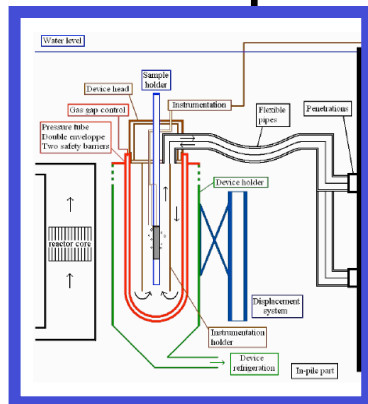 Water level
Sample
holder
Device head
Instrumentation
Gas gap control
Flexible
pipes
Penetrations
Pressure tube
Double enveloppe
Two safety barriers
Device holder
reactor core
Displacement
system
Instrumentation
holder
Device
refrigeration
In-pile part